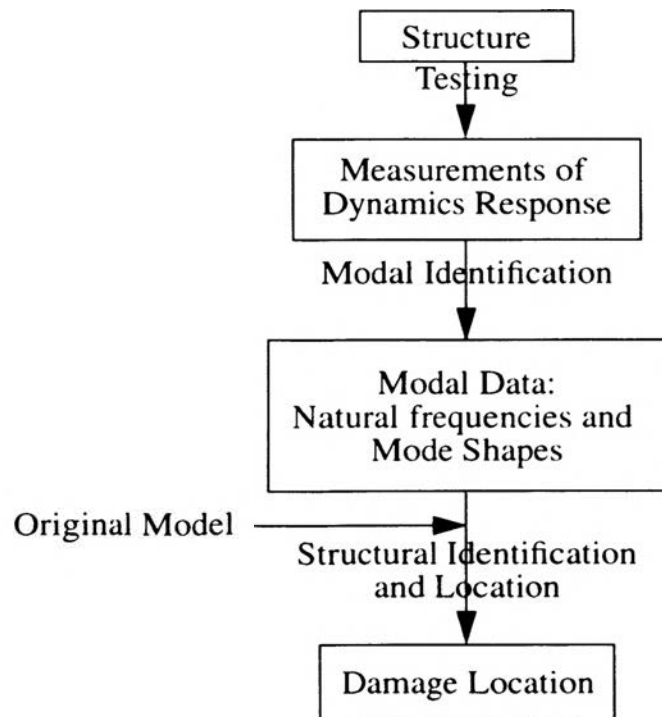 Structure
Testing
Measurements of
Dynamics Response
Modal Identification
Modal Data:
Natural frequencies and
Mode Shapes
Original Model
Structural Identification
and Location
Damage Location